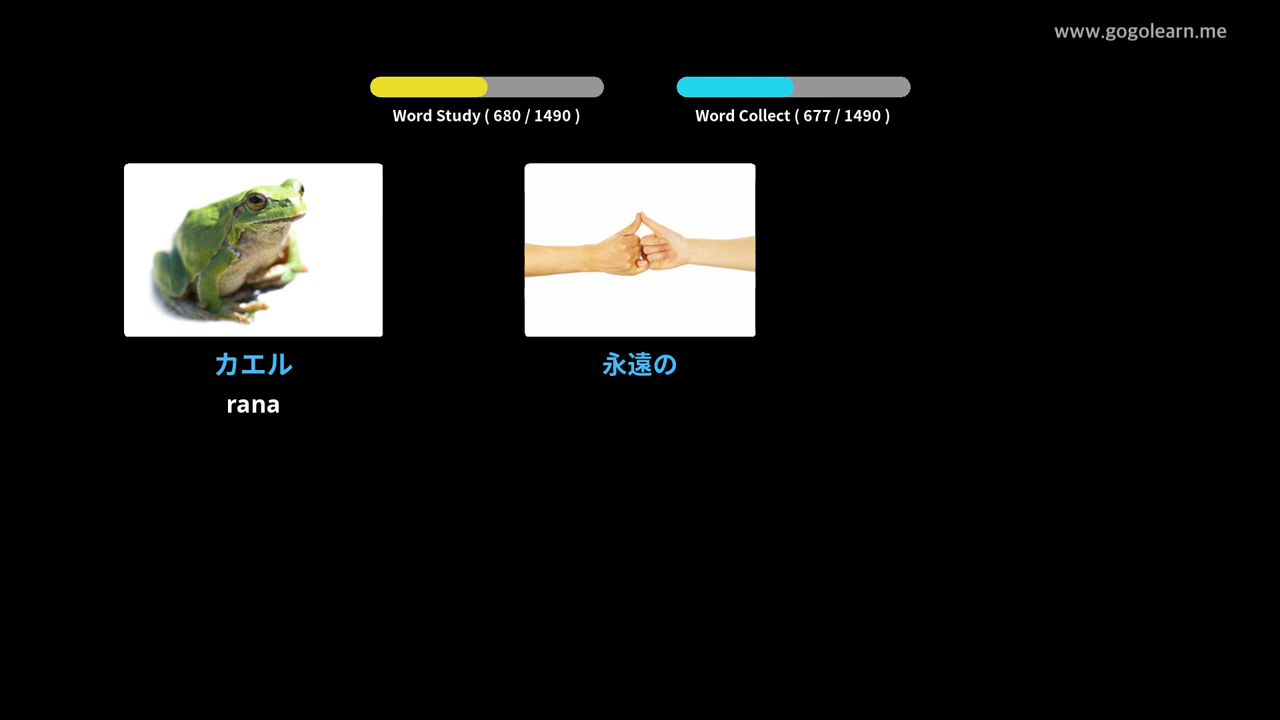 www.gogolearn.me
Word Study ( 680 / 1490 )
Word Collect ( 677 / 1490 )
カエル
永遠の
rana